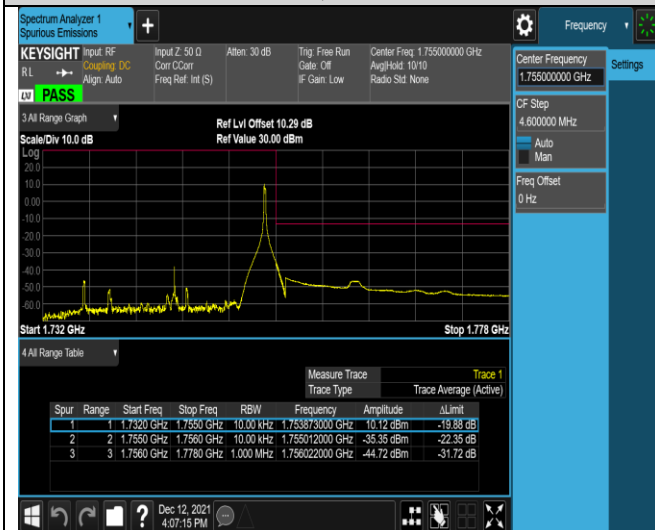 Spectrum Analyzer 1
Spurious Emissions
Frequency
KEYSIGHT
Input: RF
Input Z: 50 Ω
Atten: 30 dB
Trig: Free Run
Center Freq: 1.755000000 GHz
RL
Coupling: DC
Corr CCorr
Gate: Off
Avg|Hold: 10/10
Align: Auto
Freq Ref: Int (S)
IF Gain: Low
Radio Std: None
LXI
PASS
Center Frequency
1.755000000 GHz
Settings
CF Step
4.600000 MHz
Auto
Man
Freq Offset
0 Hz
3 All Range Graph
Ref Lvl Offset 10.29 dB
Scale/Div 10.0 dB
Ref Value 30.00 dBm
Log
20.0
10.0
0.00
-10.0
-20.0
-30.0
-40.0
-50.0
-60.0
Start 1.732 GHz
Stop 1.778 GHz
4 All Range Table
Measure Trace Trace 1
Trace Type Trace Average (Active)
Spur Range Start Freq Stop Freq RBW Frequency Amplitude ΔLimit
1 1 1.7320 GHz 1.7550 GHz 10.00 kHz 1.753873000 GHz 10.12 dBm -19.88 dB
2 2 1.7550 GHz 1.7560 GHz 10.00 kHz 1.755012000 GHz -35.35 dBm -22.35 dB
3 3 1.7560 GHz 1.7780 GHz 1.000 MHz 1.756022000 GHz -44.72 dBm -31.72 dB
?
Dec 12, 2021
4:07:15 PM